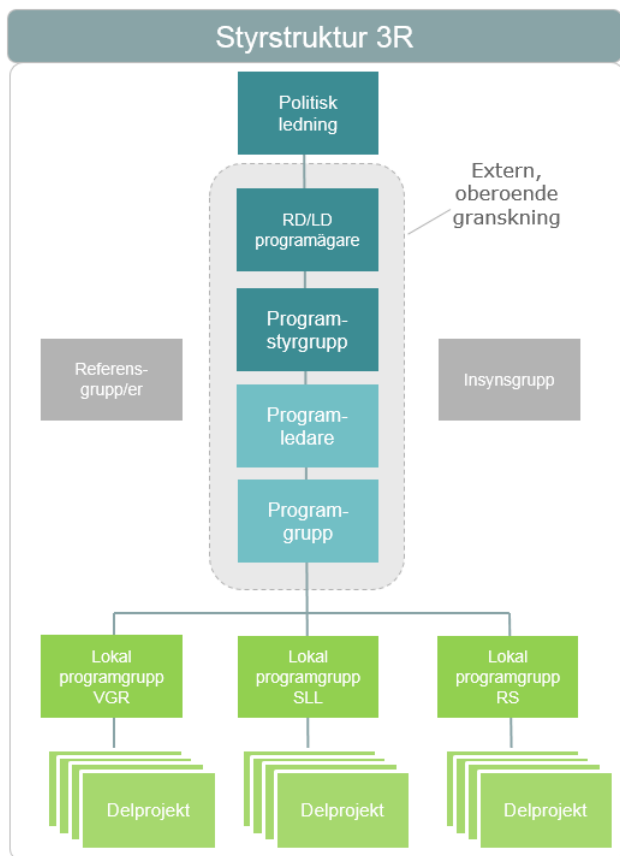 Styrstruktur 3R
Politisk
ledning
Extern,
oberoende
granskning
RD/LD
programägare
Program-
styrgrupp
Referens-
grupp/er
Insynsgrupp
Program-
ledare
Program-
grupp
Lokal
programgrupp
VGR
Lokal
programgrupp
SLL
Lokal
programgrupp
RS
Delprojekt
Delprojekt
Delprojekt